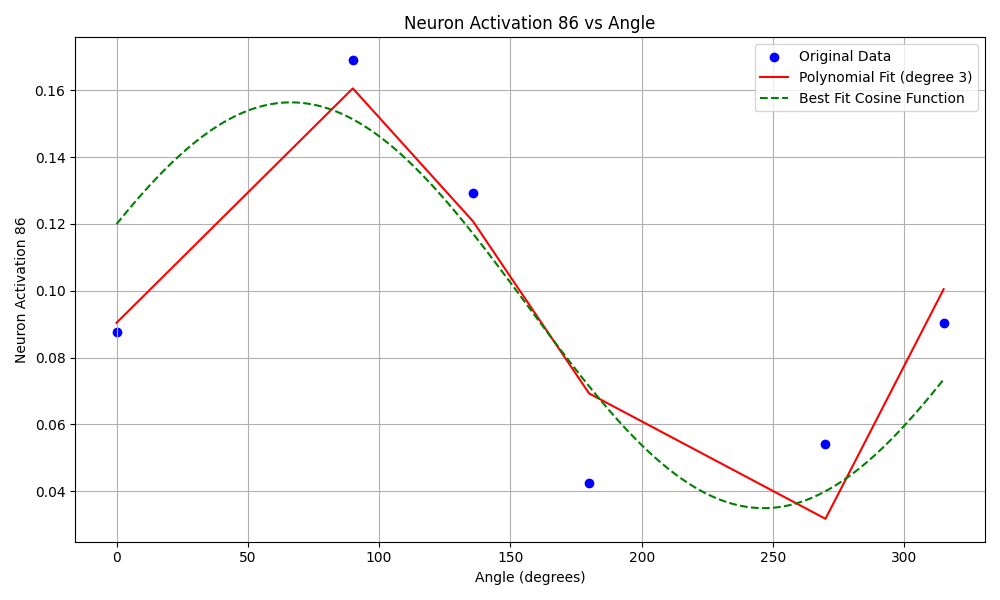 Neuron Activation 86 vs Angle
Original Data
Polynomial Fit (degree 3)
Best Fit Cosine Function
Neuron Activation 86
0.16
0.14
0.12
0.10
0.08
0.06
0.04
0 50 100 150 200 250 300
Angle (degrees)